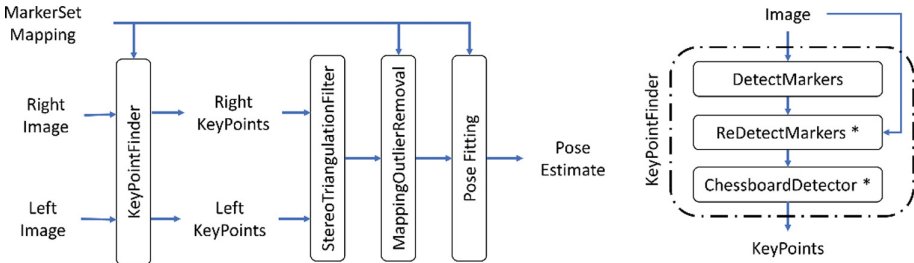 MarkerSet
Mapping
Right
Image
Left
Image
KeyPointFinder
Right
KeyPoints
Left
KeyPoints
StereoTriangulationFilter
MappingOutlierRemoval
Pose Fitting
Pose
Estimate
Image
KeyPointFinder
DetectMarkers
ReDetectMarkers *
ChessboardDetector *
KeyPoints